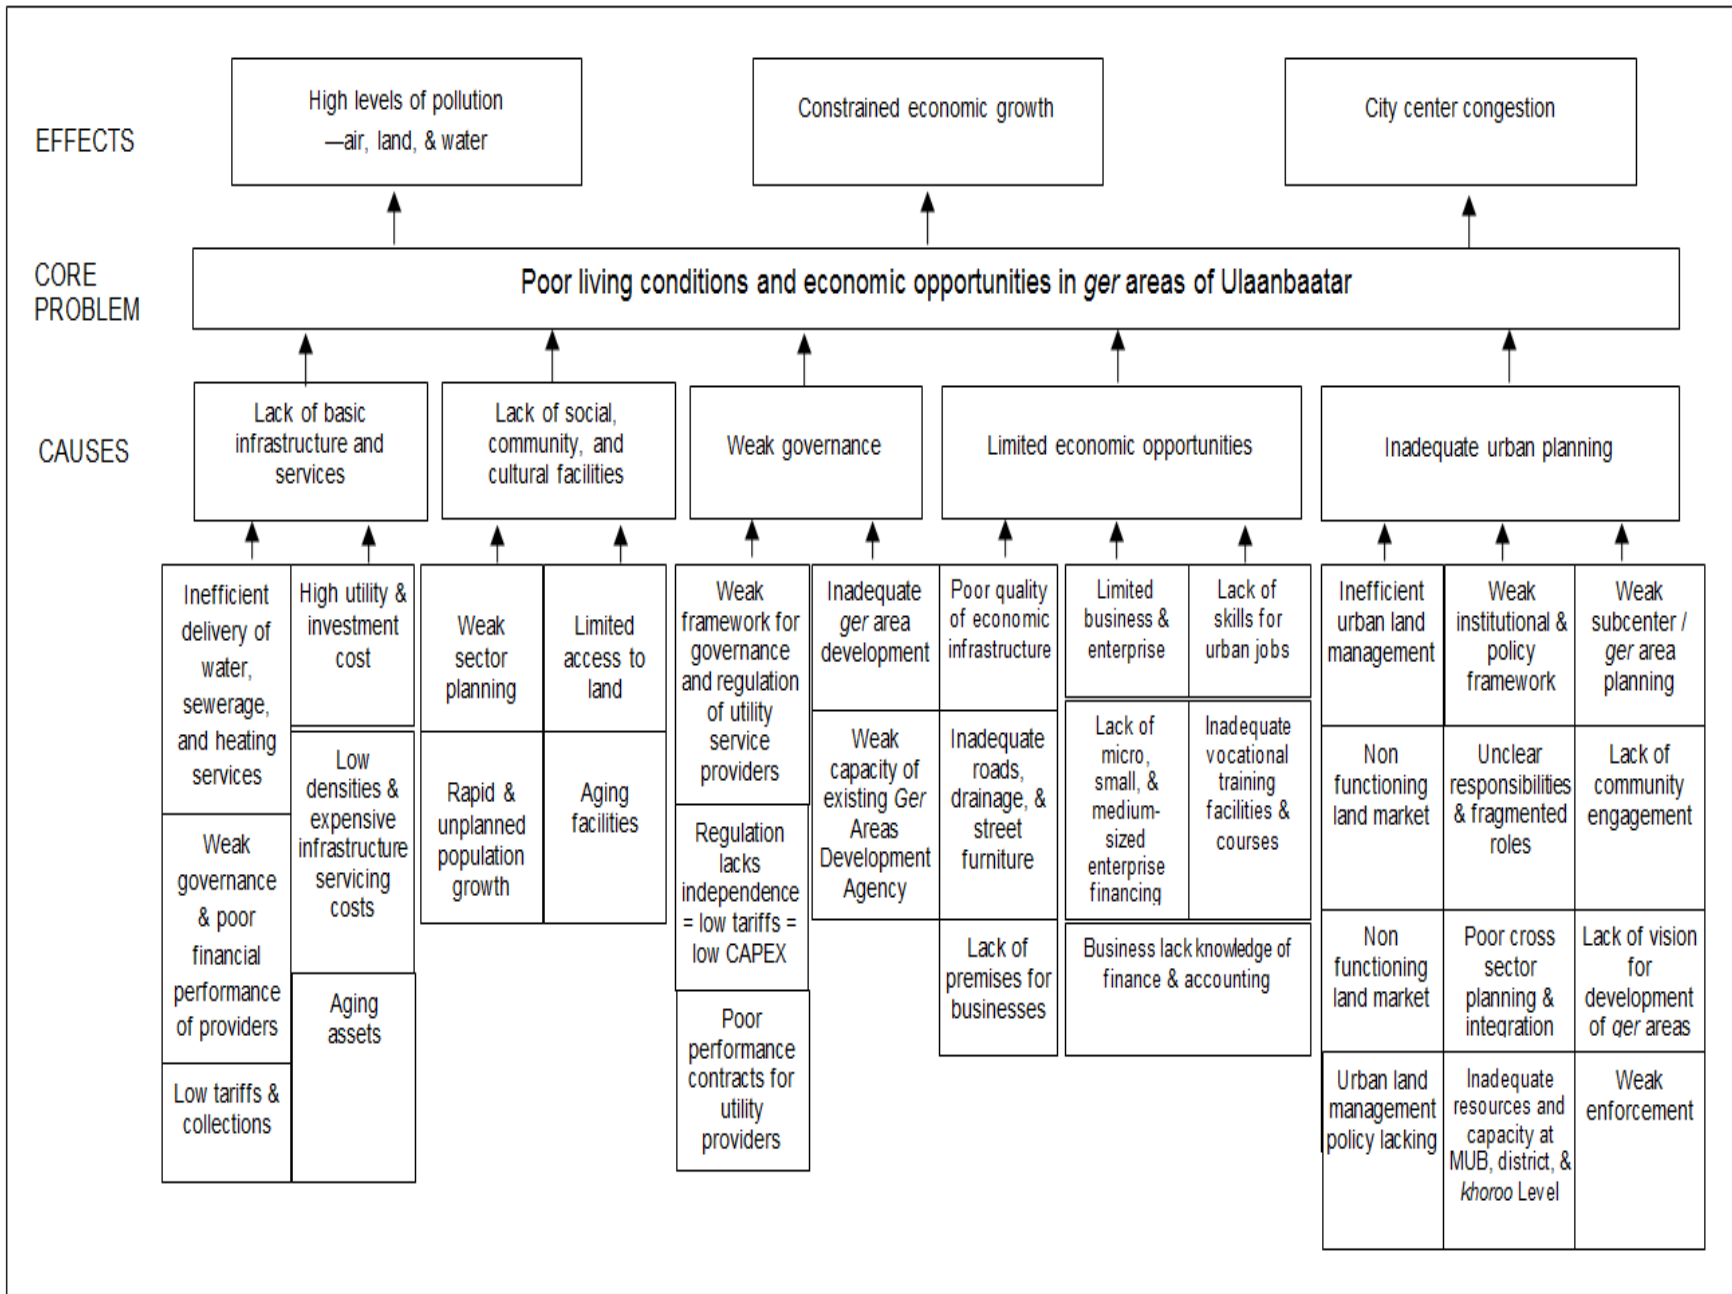 EFFECTS
High levels of pollution
—air, land, & water
Constrained economic growth
City center congestion
CORE
PROBLEM
Poor living conditions and economic opportunities in ger areas of Ulaanbaatar
CAUSES
Lack of basic
infrastructure and
services
Lack of social,
community, and
cultural facilities
Weak governance
Limited economic opportunities
Inadequate urban planning
Inefficient
delivery of
water,
sewerage,
and heating
services
Weak
governance
& poor
financial
performance
of providers
Low tariffs &
collections
High utility &
investment
cost
Low
densities &
expensive
infrastructure
servicing
costs
Aging
assets
Weak
sector
planning
Rapid &
unplanned
population
growth
Limited
access to
land
Aging
facilities
Weak
framework for
governance
and regulation
of utility
service
providers
Regulation
lacks
independence
= low tariffs =
low CAPEX
Poor
performance
contracts for
utility
providers
Inadequate
ger area
development
Weak
capacity of
existing Ger
Areas
Development
Agency
Poor quality
of economic
infrastructure
Inadequate
roads,
drainage, &
street
furniture
Lack of
premises for
businesses
Limited
business &
enterprise
Lack of
micro,
small, &
medium-
sized
enterprise
financing
Lack of
skills for
urban jobs
Inadequate
vocational
training
facilities &
courses
Business lack knowledge of
finance & accounting
Inefficient
urban land
management
Non
functioning
land market
Non
functioning
land market
Urban land
management
policy lacking
Weak
institutional &
policy
framework
Unclear
responsibilities
& fragmented
roles
Poor cross
sector
planning &
integration
Inadequate
resources and
capacity at
MUB, district, &
khoroo Level
Weak
subcenter /
ger area
planning
Lack of
community
engagement
Lack of vision
for
development
of ger areas
Weak
enforcement